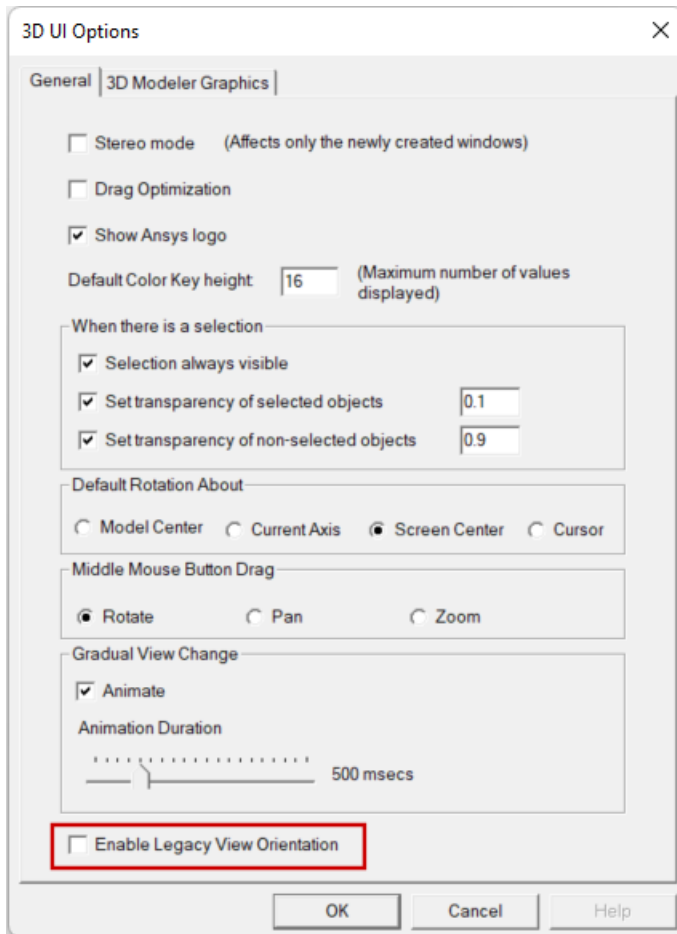 3D UI Options
General
3D Modeler Graphics
Stereo mode (Affects only the newly created windows)
Drag Optimization
Show Ansys logo
Default Color Key height: 16 (Maximum number of values
displayed)
When there is a selection
Selection always visible
Set transparency of selected objects 0.1
Set transparency of non-selected objects 0.9
Default Rotation About
Model Center Current Axis Screen Center Cursor
Middle Mouse Button Drag
Rotate Pan Zoom
Gradual View Change
Animate
Animation Duration
500 msecs
Enable Legacy View Orientation
OK Cancel Help